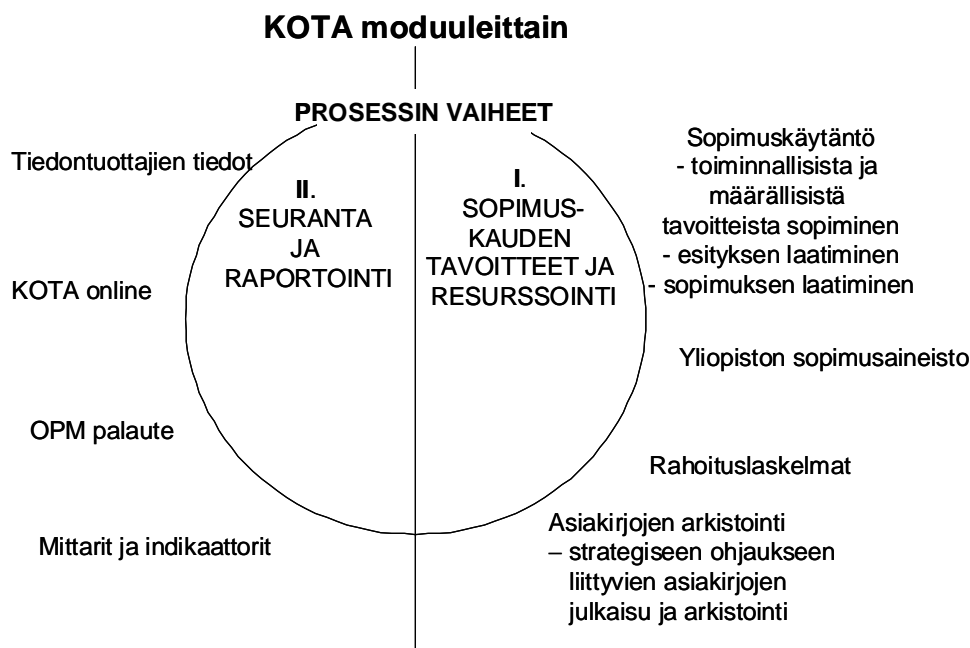 KOTA moduuleittain
PROSESSIN VAIHEET
Tiedontuottajien tiedot
KOTA online
OPM palaute
Mittarit ja indikaattorit
II.
SEURANTA
JA
RAPORTOINTI
I.
SOPIMUS-
KAUDEN
TAVOITTEET JA
RESURSSOINTI
Sopimuskäytäntö
- toiminnallisista ja
määrällisistä
tavoitteista sopiminen
- esityksen laatiminen
- sopimuksen laatiminen
Yliopiston sopimusaineisto
Rahoituslaskelmat
Asiakirjojen arkistointi
– strategiseen ohjaukseen
liittyvien asiakirjojen
julkaisu ja arkistointi